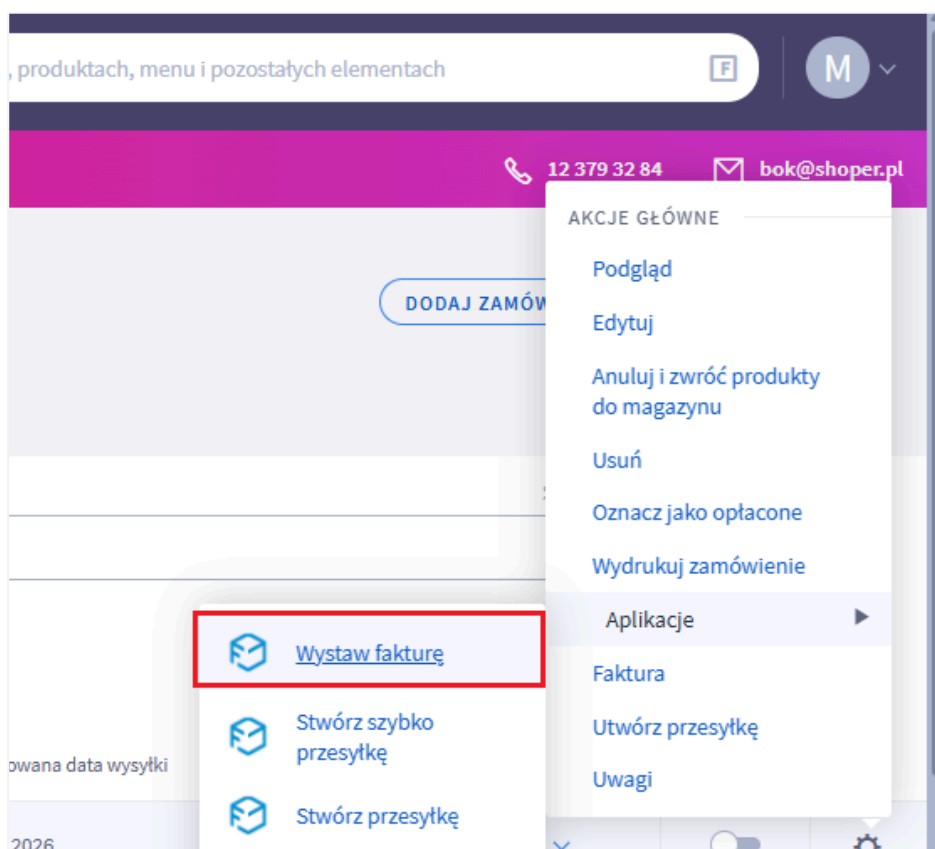 , produktach, menu i pozostałych elementach
F
M
12 379 32 84
bok@shoper.pl
AKCJE GŁÓWNE
Podgląd
DODAJ ZAMÓW
Edytuj
Anuluj i zwróć produkty
do magazynu
Usuń
Oznacz jako opłacone
Wydrukuj zamówienie
Aplikacje
Wystaw fakturę
Faktura
Stwórz szybko
przesyłkę
Utwórz przesyłkę
owana data wysyłki
Uwagi
Stwórz przesyłkę
2026